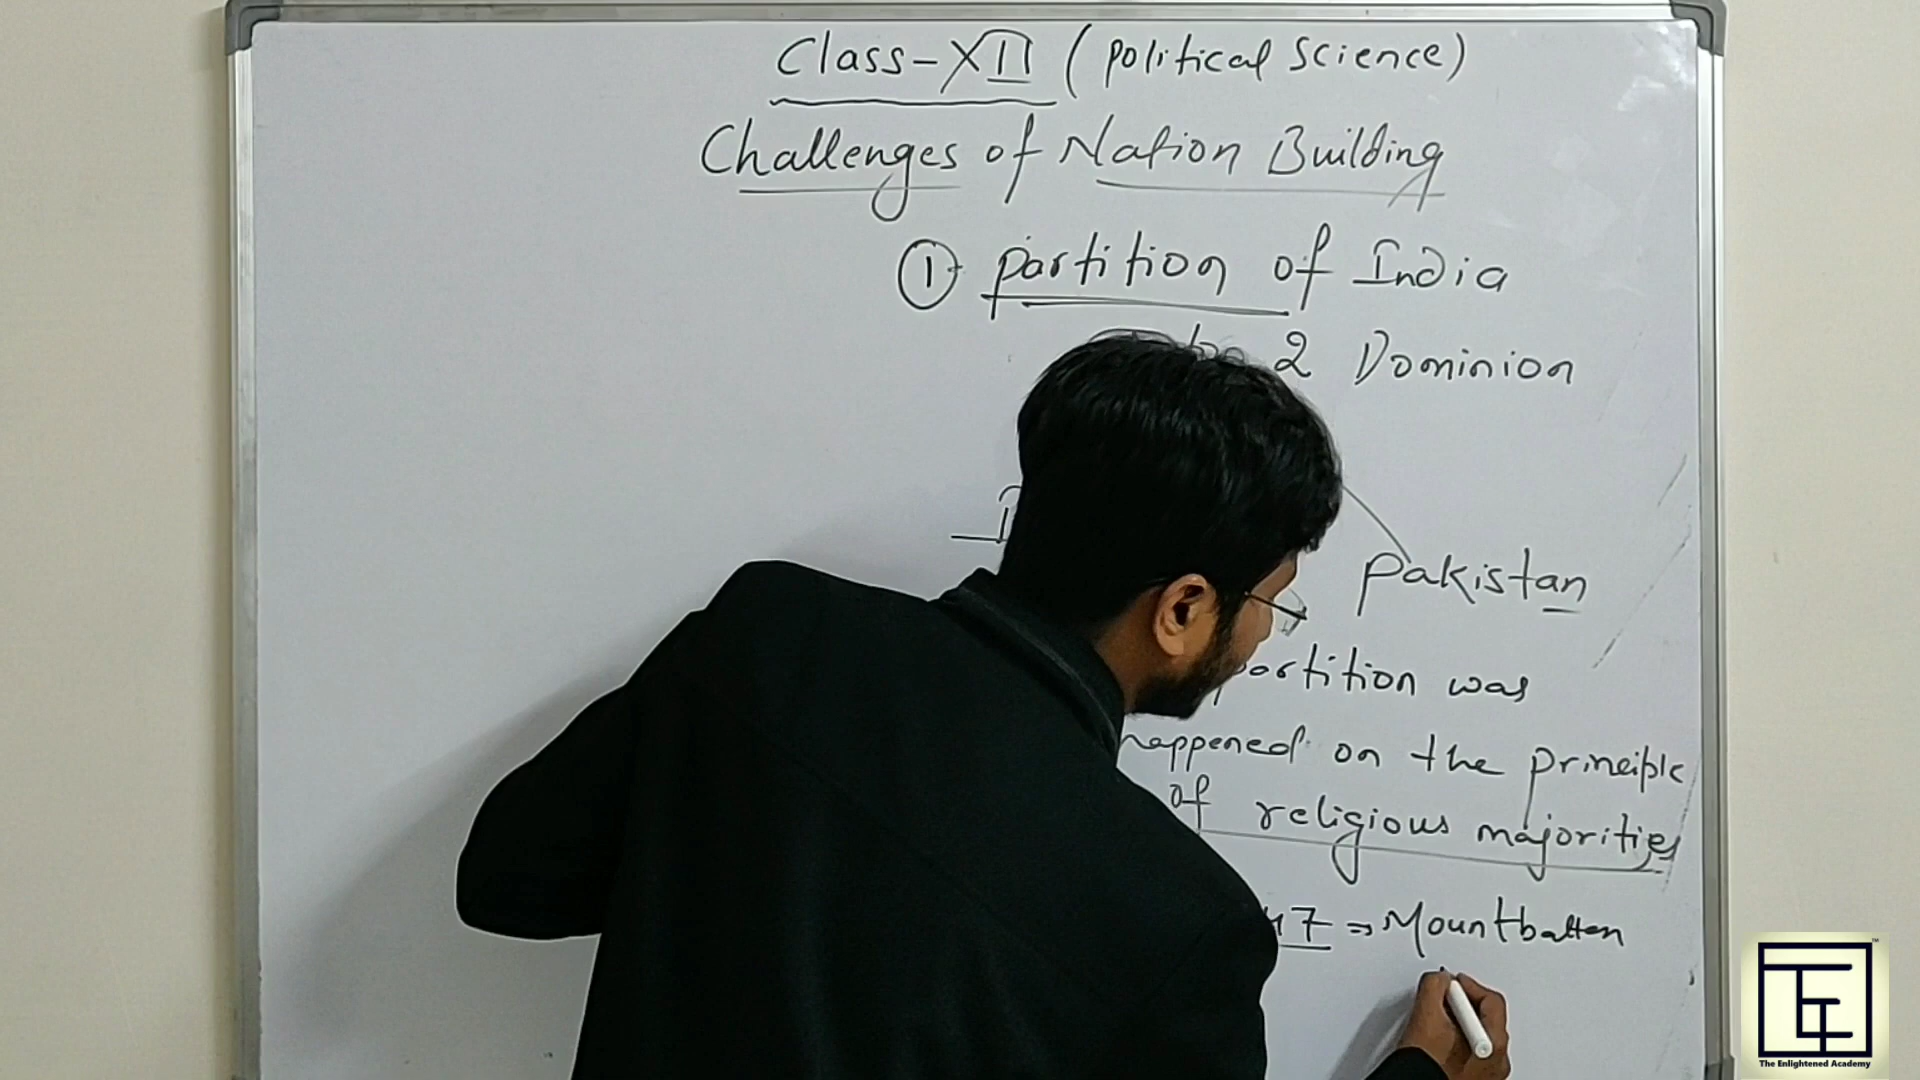 Class-XII (Political Science)
Challenges of Nation Building
① partition of India
2 Dominion
Pakistan
partition was
happened on the principle
of religious majorities
47 ⇒ Mountbatten
The Enlightened Academy